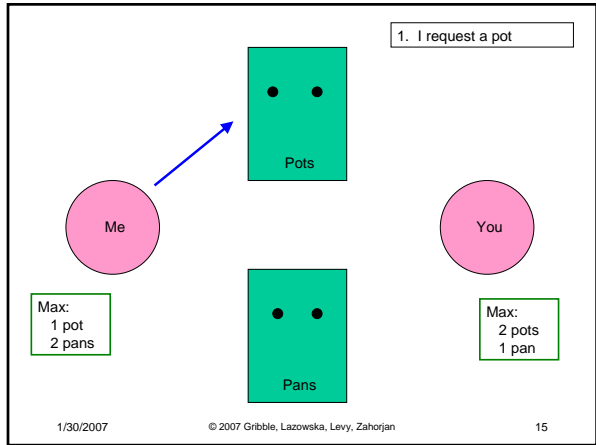 1. I request a pot
Pots
Me
You
Max:
1 pot
2 pans
Max:
2 pots
1 pan
Pans
1/30/2007
© 2007 Gribble, Lazowska, Levy, Zahorjan
15